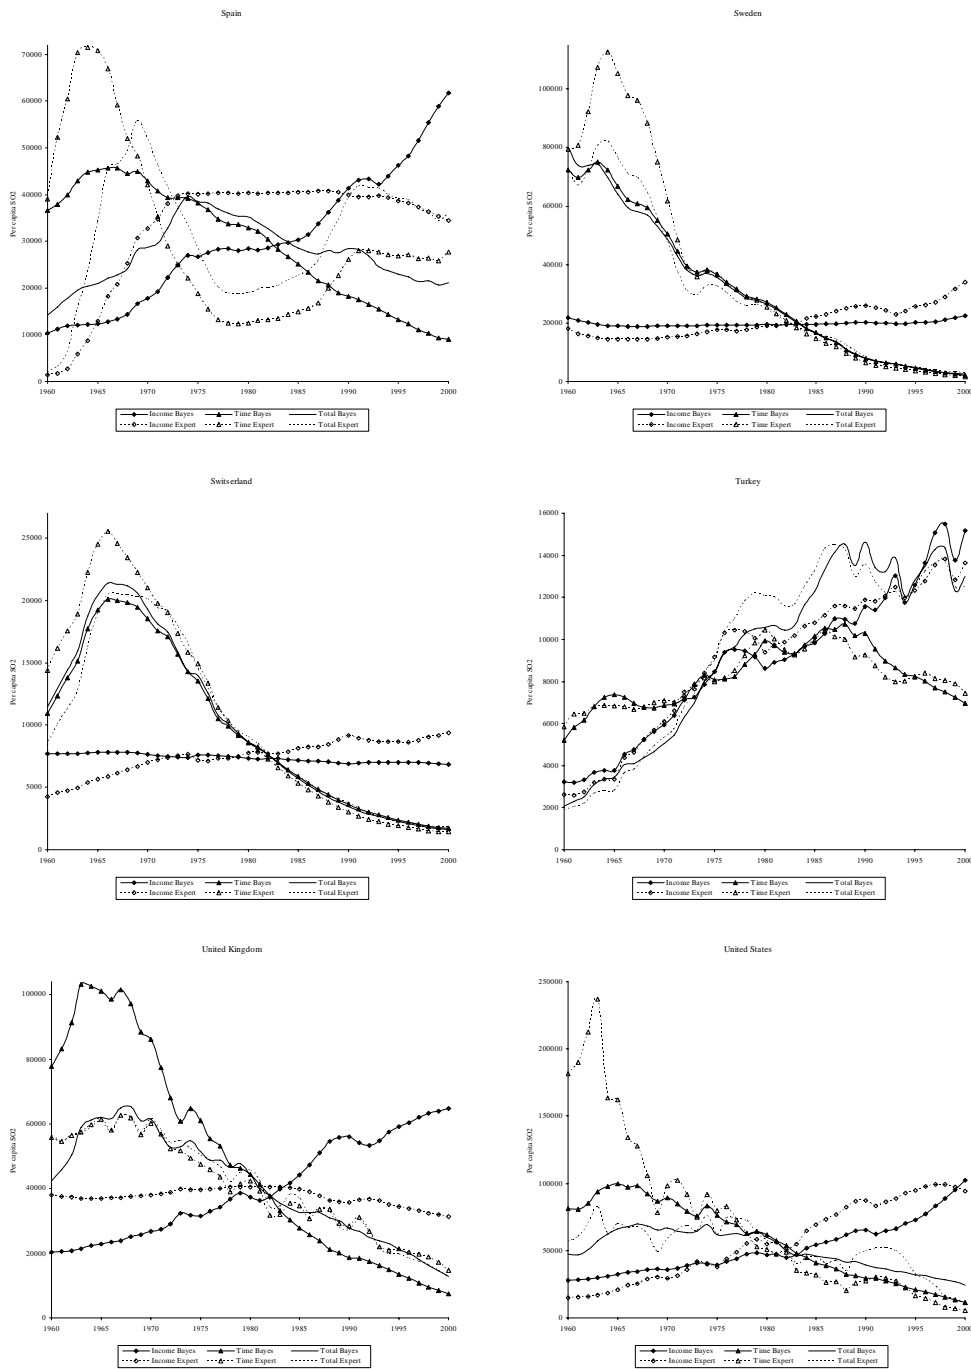 Spain
Per capita SO2
70000
60000
50000
40000
30000
20000
10000
0
1960 1965 1970 1975 1980 1985 1990 1995 2000
Income Bayes Time Bayes Total Bayes
Income Expert Time Expert Total Expert
Sweden
Per capita SO2
100000
80000
60000
40000
20000
0
1960 1965 1970 1975 1980 1985 1990 1995 2000
Income Bayes Time Bayes Total Bayes
Income Expert Time Expert Total Expert
Switserland
Per capita SO2
25000
20000
15000
10000
5000
0
1960 1965 1970 1975 1980 1985 1990 1995 2000
Income Bayes Time Bayes Total Bayes
Income Expert Time Expert Total Expert
Turkey
Per capita SO2
16000
14000
12000
10000
8000
6000
4000
2000
0
1960 1965 1970 1975 1980 1985 1990 1995 2000
Income Bayes Time Bayes Total Bayes
Income Expert Time Expert Total Expert
United Kingdom
Per capita SO2
100000
80000
60000
40000
20000
0
1960 1965 1970 1975 1980 1985 1990 1995 2000
Income Bayes Time Bayes Total Bayes
Income Expert Time Expert Total Expert
United States
Per capita SO2
250000
200000
150000
100000
50000
0
1960 1965 1970 1975 1980 1985 1990 1995 2000
Income Bayes Time Bayes Total Bayes
Income Expert Time Expert Total Expert